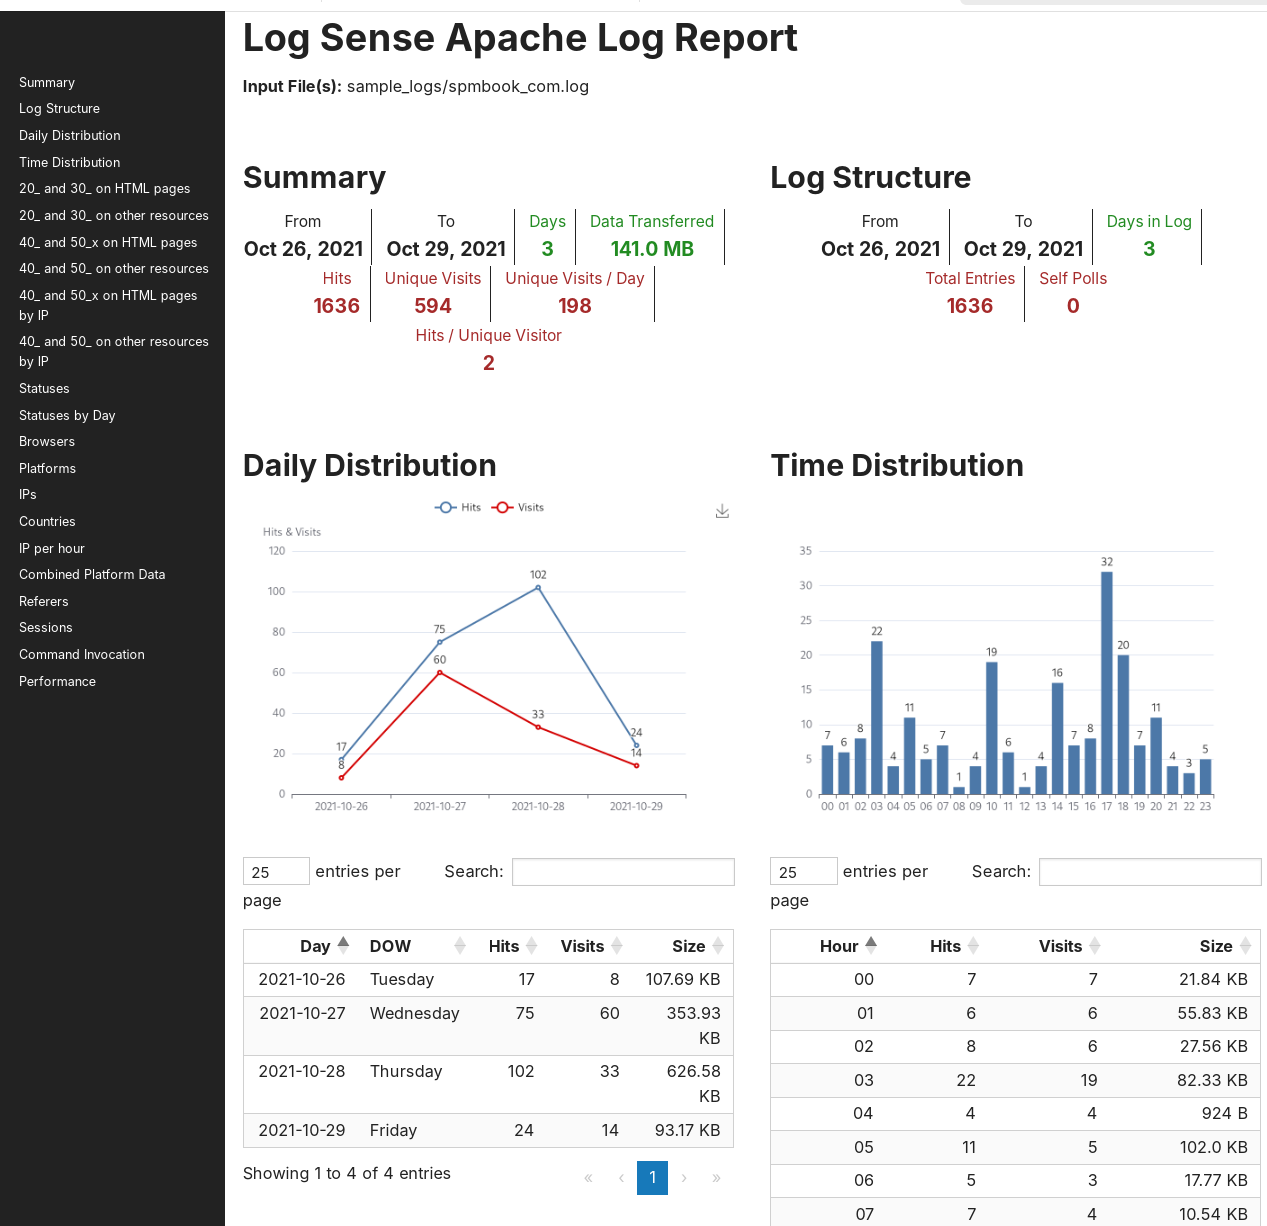 Log Sense Apache Log Report
Input File(s): sample_logs/spmbook_com.log
Summary
Log Structure
Daily Distribution
Time Distribution
20_ and 30_ on HTML pages
20_ and 30_ on other resources
40_ and 50_x on HTML pages
40_ and 50_ on other resources
40_ and 50_x on HTML pages
by IP
40_ and 50_ on other resources
by IP
Statuses
Statuses by Day
Browsers
Platforms
IPs
Countries
IP per hour
Combined Platform Data
Referers
Sessions
Command Invocation
Performance
Summary
From To Days Data Transferred
Oct 26, 2021 Oct 29, 2021 3 141.0 MB
Hits Unique Visits Unique Visits / Day
1636 594 198
Hits / Unique Visitor
2
Log Structure
From To Days in Log
Oct 26, 2021 Oct 29, 2021 3
Total Entries Self Polls
1636 0
Daily Distribution
Hits Visits
Hits & Visits
120
100
80
60
40
20
0
17
75
102
24
8
60
33
14
2021-10-26 2021-10-27 2021-10-28 2021-10-29
25 entries per page Search:
Day DOW Hits Visits Size
2021-10-26 Tuesday 17 8 107.69 KB
2021-10-27 Wednesday 75 60 353.93
KB
2021-10-28 Thursday 102 33 626.58
KB
2021-10-29 Friday 24 14 93.17 KB
Showing 1 to 4 of 4 entries « ‹ 1 › »
Time Distribution
35
30
25
20
15
10
5
0
7 6 8 22 4 11 5 7 1 4 19 6 1 4 16 7 8 32 20 7 11 4 3 5
00 01 02 03 04 05 06 07 08 09 10 11 12 13 14 15 16 17 18 19 20 21 22 23
25 entries per page Search:
Hour Hits Visits Size
00 7 7 21.84 KB
01 6 6 55.83 KB
02 8 6 27.56 KB
03 22 19 82.33 KB
04 4 4 924 B
05 11 5 102.0 KB
06 5 3 17.77 KB
07 7 4 10.54 KB